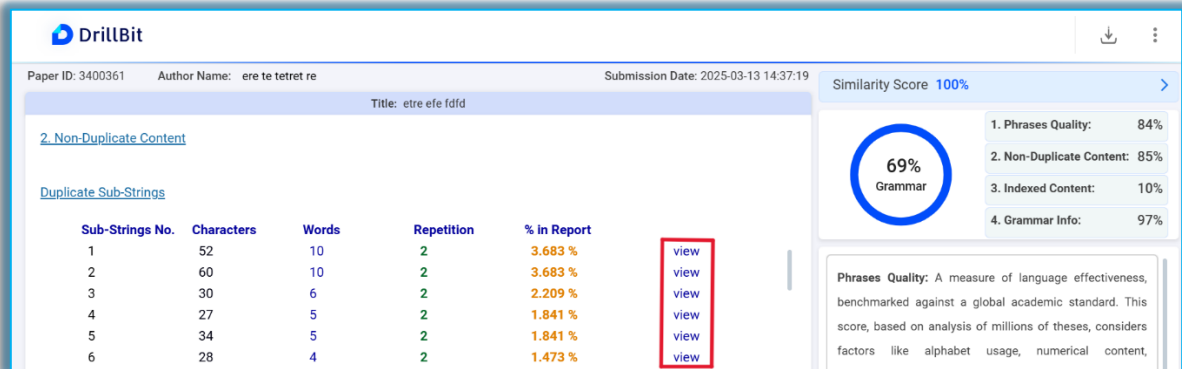 DrillBit
Paper ID: 3400361 Author Name: ere te tetret re Submission Date: 2025-03-13 14:37:19
Title: etre efe fdfd
2. Non-Duplicate Content
Duplicate Sub-Strings
Sub-Strings No. Characters Words Repetition % in Report
1 52 10 2 3.683 % view
2 60 10 2 3.683 % view
3 30 6 2 2.209 % view
4 27 5 2 1.841 % view
5 34 5 2 1.841 % view
6 28 4 2 1.473 % view
Similarity Score 100%
69%
Grammar
1. Phrases Quality: 84%
2. Non-Duplicate Content: 85%
3. Indexed Content: 10%
4. Grammar Info: 97%
Phrases Quality: A measure of language effectiveness,
benchmarked against a global academic standard. This
score, based on analysis of millions of theses, considers
factors like alphabet usage, numerical content,